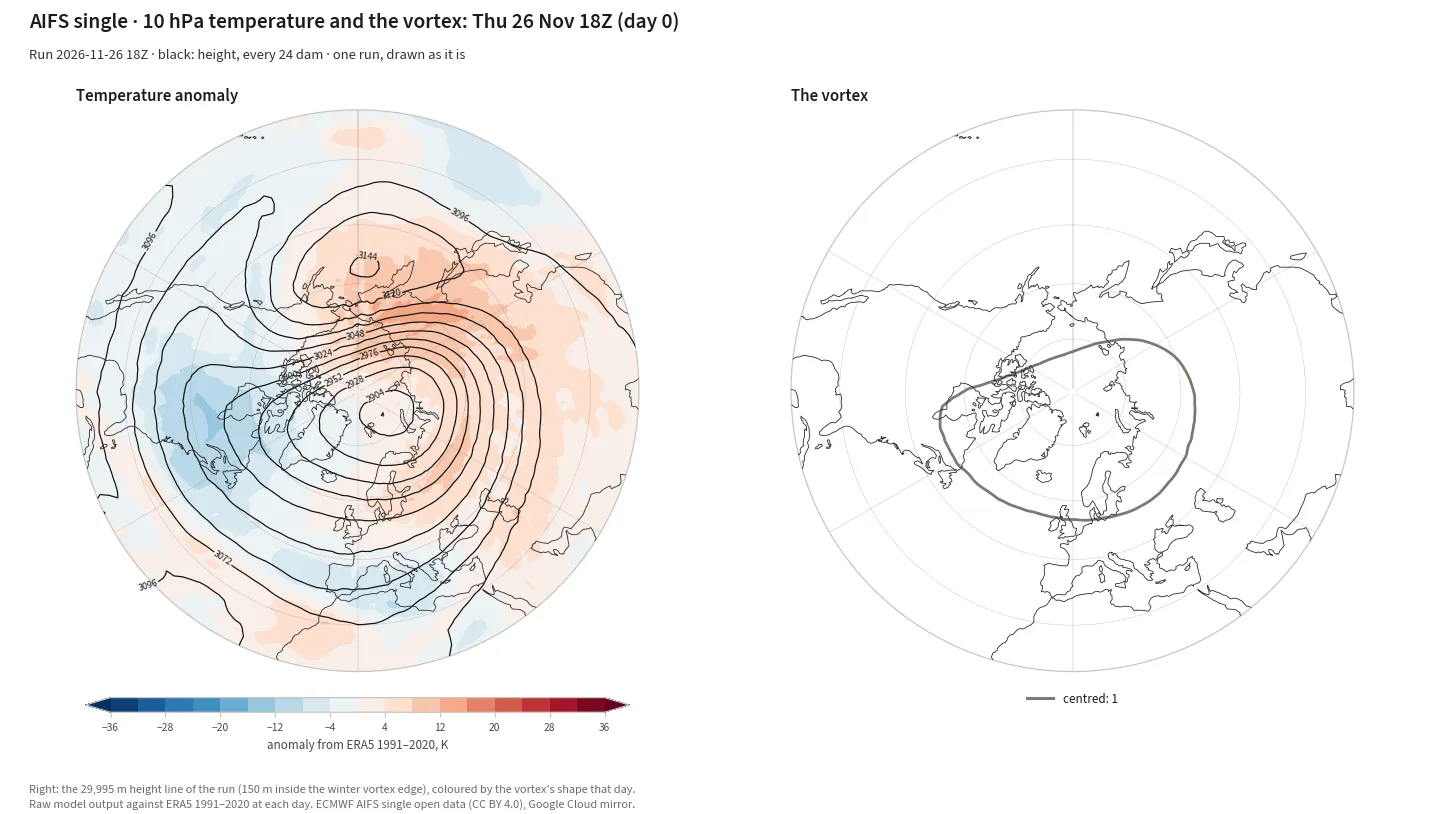 AIFS single · 10 hPa temperature and the vortex: Thu 26 Nov 18Z (day 0)
Run 2026-11-26 18Z · black: height, every 24 dam · one run, drawn as it is
Temperature anomaly
The vortex
3096
3096
3144
3120
3048
3024
2976
2952
2928
2904
3072
3096
centred: 1
−36 −28 −20 −12 −4 4 12 20 28 36
anomaly from ERA5 1991–2020, K
Right: the 29,995 m height line of the run (150 m inside the winter vortex edge), coloured by the vortex's shape that day.
Raw model output against ERA5 1991–2020 at each day. ECMWF AIFS single open data (CC BY 4.0), Google Cloud mirror.